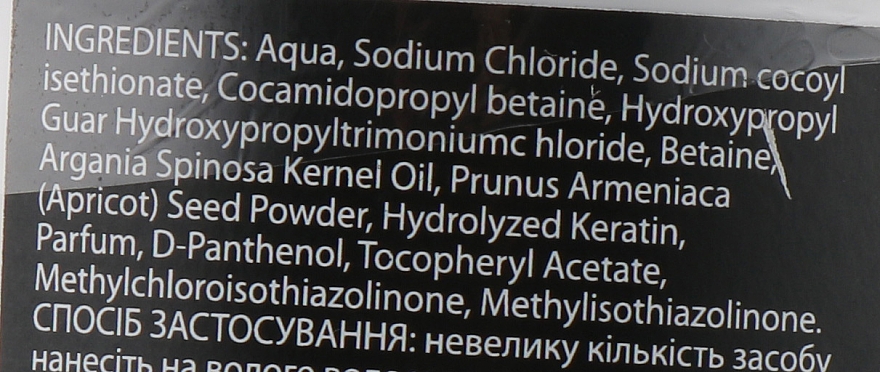 INGREDIENTS: Aqua, Sodium Chloride, Sodium cocoyl
isethionate, Cocamidopropyl betaine, Hydroxypropyl
Guar Hydroxypropyltrimoniumc hloride, Betaine,
Argania Spinosa Kernel Oil, Prunus Armeniaca
(Apricot) Seed Powder, Hydrolyzed Keratin,
Parfum, D-Panthenol, Tocopheryl Acetate,
Methylchloroisothiazolinone, Methylisothiazolinone.
СПОСІБ ЗАСТОСУВАННЯ: невелику кількість засобу
нанесіть на вологе